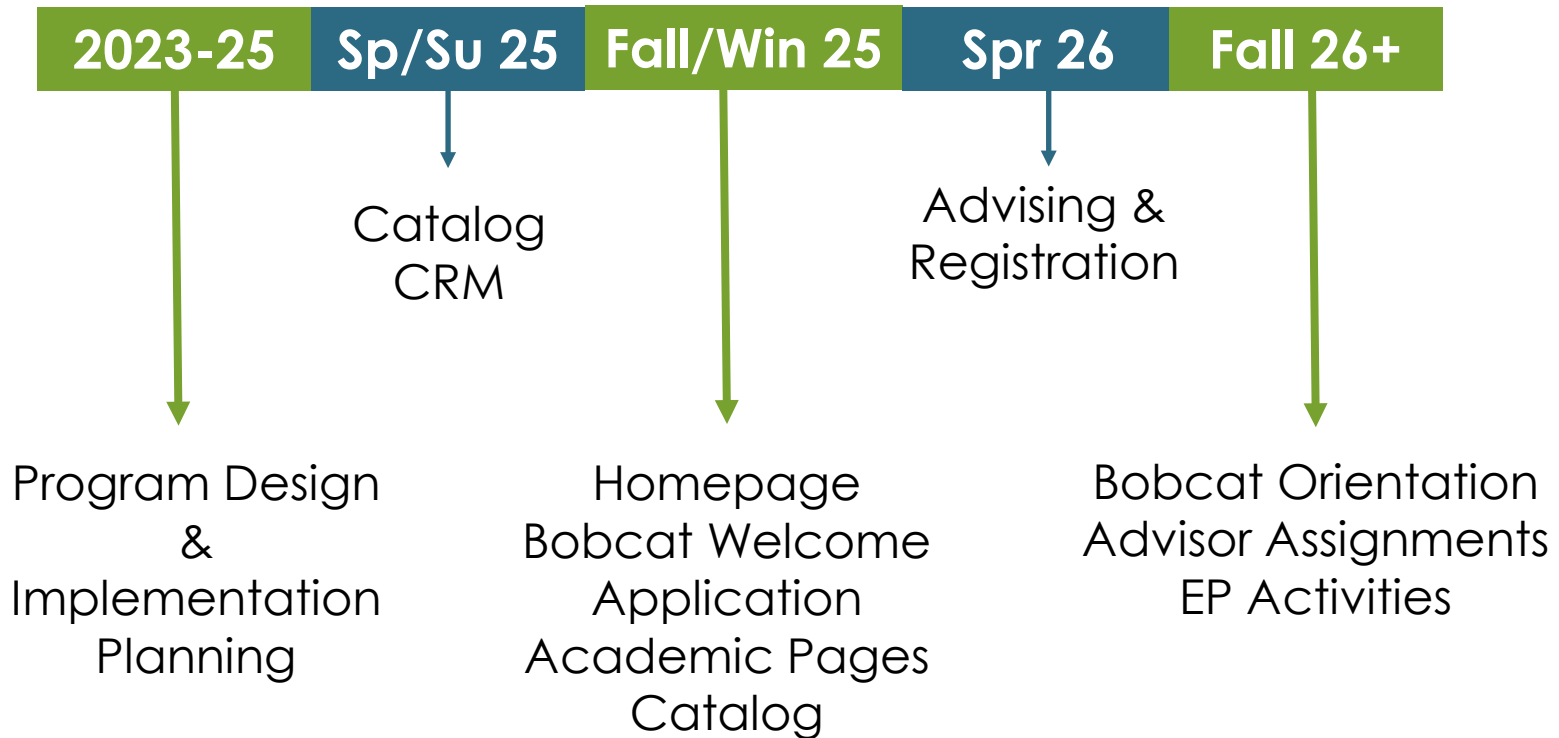 2023-25
Sp/Su 25
Fall/Win 25
Spr 26
Fall 26+
Catalog
CRM
Advising &
Registration
Program Design
&
Implementation
Planning
Homepage
Bobcat Welcome
Application
Academic Pages
Catalog
Bobcat Orientation
Advisor Assignments
EP Activities